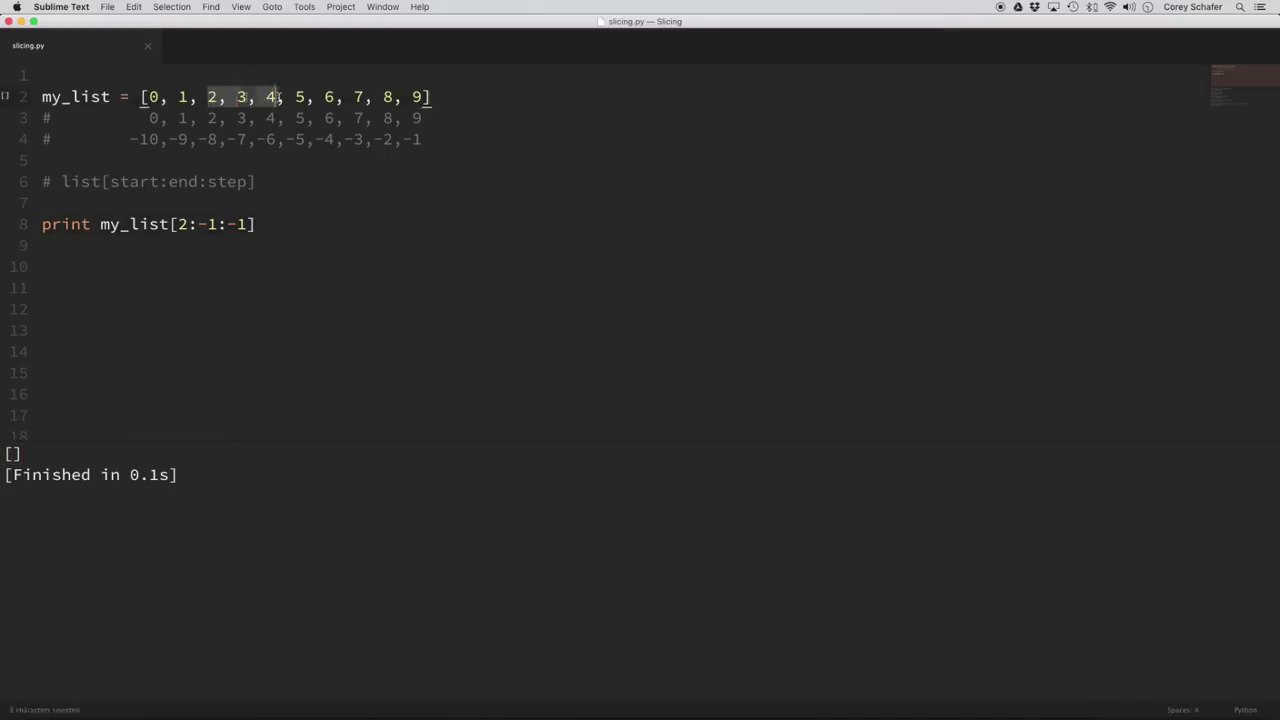 Sublime Text File Edit Selection Find View Goto Tools Project Window Help Corey Schafer
slicing.py — Slicing
slicing.py
1
2 my_list = [0, 1, 2, 3, 4, 5, 6, 7, 8, 9]
3 # 0, 1, 2, 3, 4, 5, 6, 7, 8, 9
4 # -10,-9,-8,-7,-6,-5,-4,-3,-2,-1
5
6 # list[start:end:step]
7
8 print my_list[2:-1:-1]
9
10
11
12
13
14
15
16
17
18
[]
[Finished in 0.1s]
characters selected Spaces: 4 Python